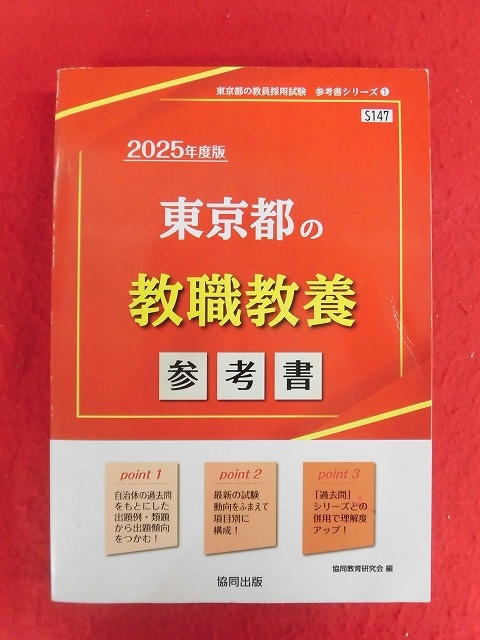 東京都の教員採用試験 参考書シリーズ❶
S147
2025年度版
東京都の
教職教養
参考書
point 1
自治体の過去問
をもとにした
出題例・類題
から出題傾向
をつかむ！
point 2
最新の試験
動向をふまえて
項目別に
構成！
point 3
「過去問」
シリーズとの
併用で理解度
アップ！
協同教育研究会 編
協同出版